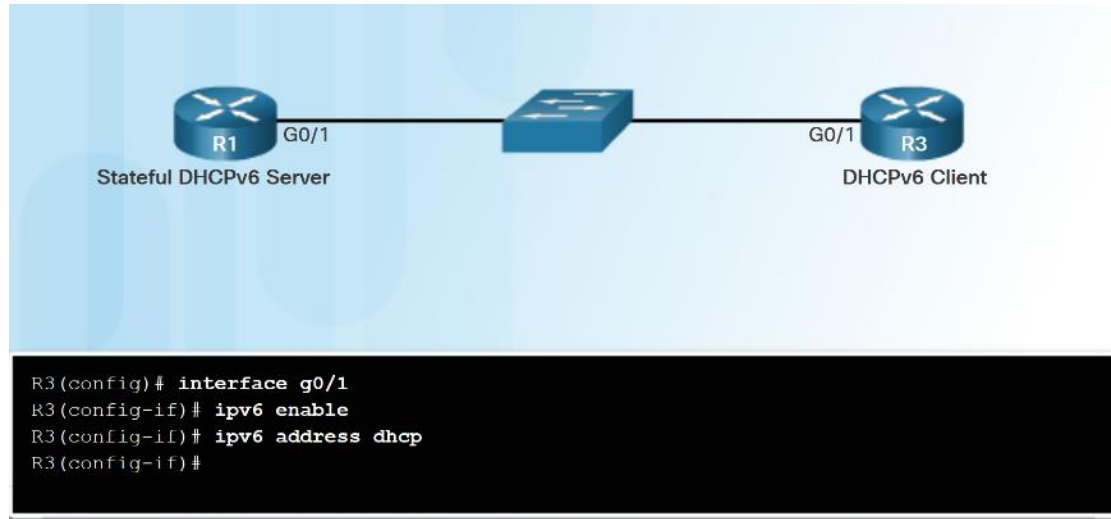 R1
G0/1
G0/1
R3
Stateful DHCPv6 Server
DHCPv6 Client
R3(config)# interface g0/1
R3(config-if)# ipv6 enable
R3(config-if)# ipv6 address dhcp
R3(config-if)#